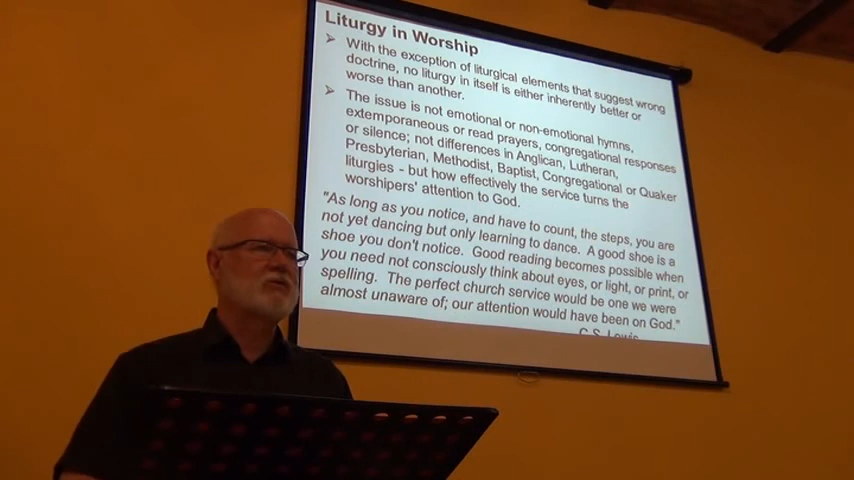 Liturgy in Worship
➢ With the exception of liturgical elements that suggest wrong
doctrine, no liturgy in itself is either inherently better or
worse than another.
➢ The issue is not emotional or non-emotional hymns,
extemporaneous or read prayers, congregational responses
or silence; not differences in Anglican, Lutheran,
Presbyterian, Methodist, Baptist, Congregational or Quaker
liturgies - but how effectively the service turns the
worshipers' attention to God.
"As long as you notice, and have to count, the steps, you are
not yet dancing but only learning to dance. A good shoe is a
shoe you don't notice. Good reading becomes possible when
you need not consciously think about eyes, or light, or print, or
spelling. The perfect church service would be one we were
almost unaware of; our attention would have been on God."
C.S. Lewis